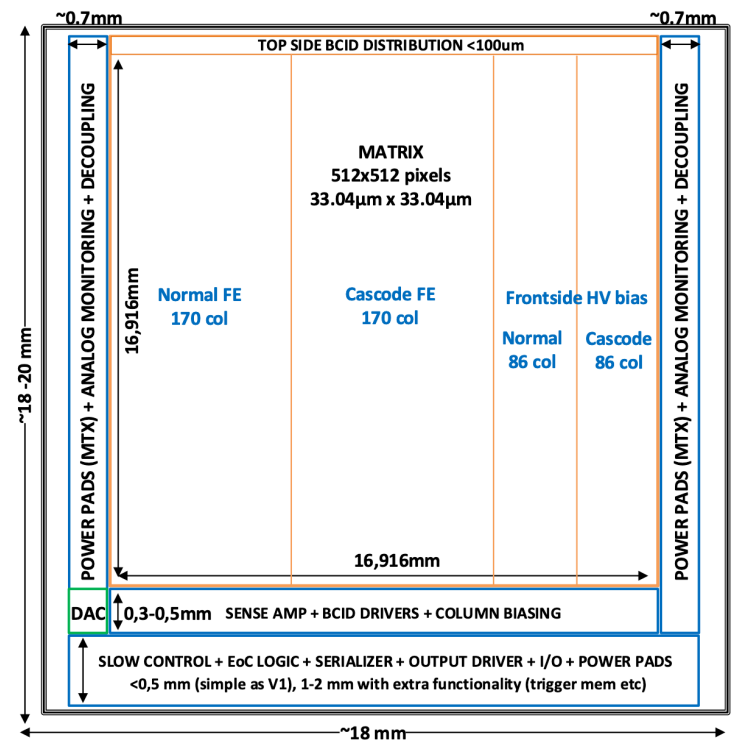 ~0.7mm
~0.7mm
TOP SIDE BCID DISTRIBUTION <100um
POWER PADS (MTX) + ANALOG MONITORING + DECOUPLING
MATRIX
512x512 pixels
33.04µm x 33.04µm
POWER PADS (MTX) + ANALOG MONITORING + DECOUPLING
~18 -20 mm
16,916mm
Normal FE
170 col
Cascode FE
170 col
Frontside HV bias
Normal
86 col
Cascode
86 col
16,916mm
DAC
0,3-0,5mm
SENSE AMP + BCID DRIVERS + COLUMN BIASING
SLOW CONTROL + EoC LOGIC + SERIALIZER + OUTPUT DRIVER + I/O + POWER PADS
<0,5 mm (simple as V1), 1-2 mm with extra functionality (trigger mem etc)
~18 mm